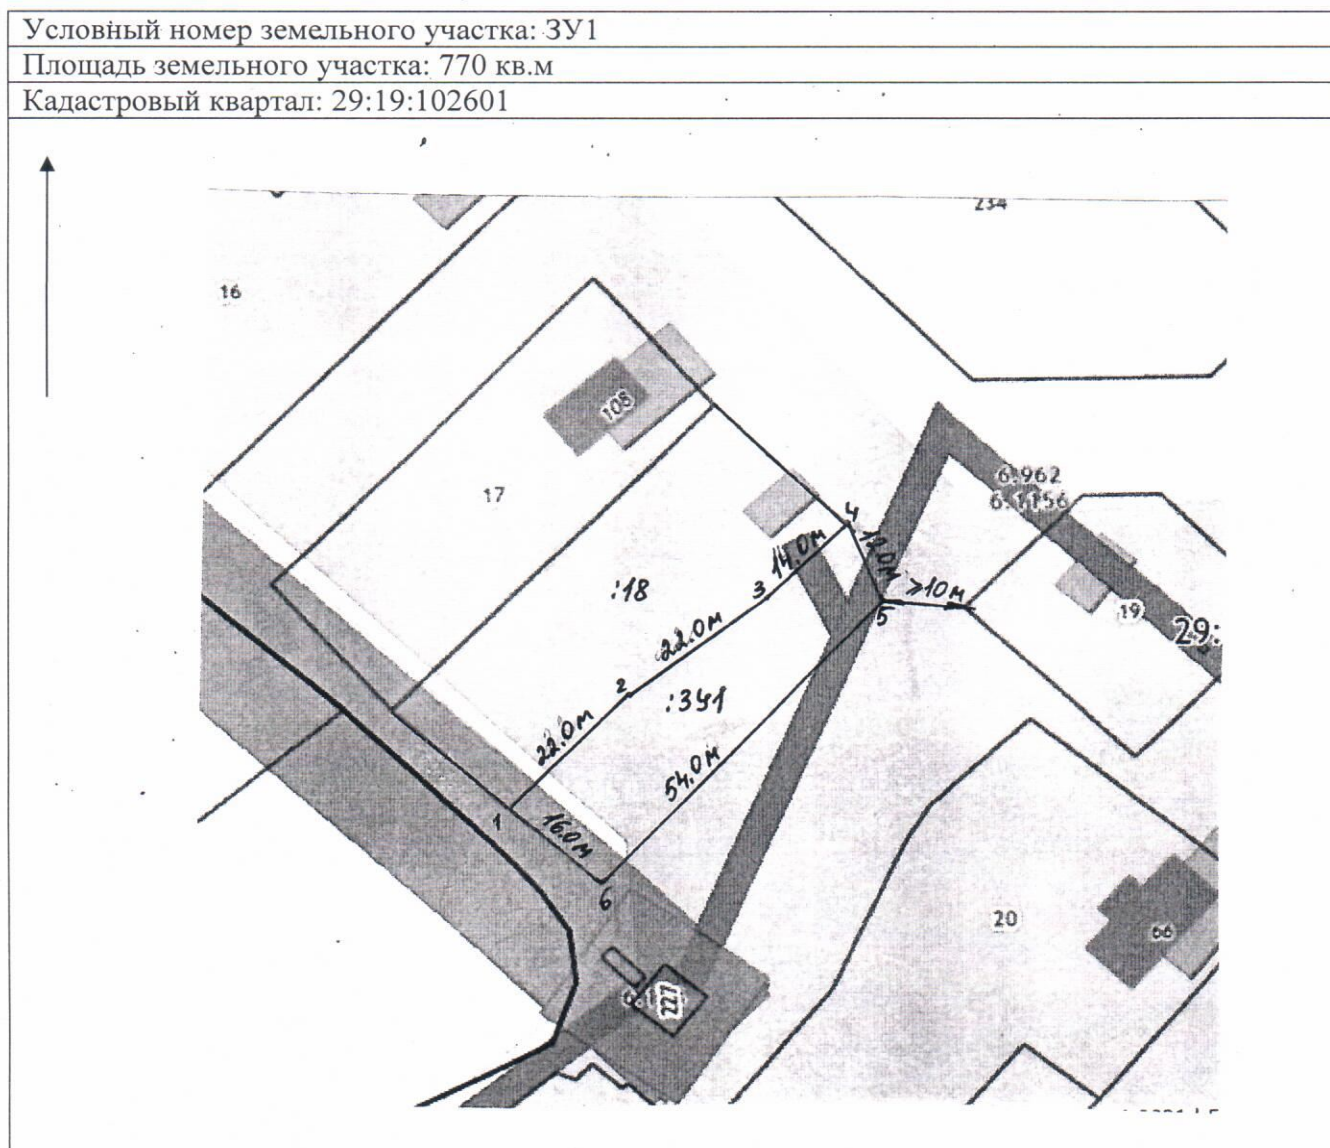 Условный номер земельного участка: ЗУ1
Площадь земельного участка: 770 кв.м
Кадастровый квартал: 29:19:102601
234
16
108
17
6.962
6.1156
4
12.0м
14.0м
3
≥10м
5
:18
19
29:
22.0м
2
:341
22.0м
54.0м
1
16.0м
6
20
66
227